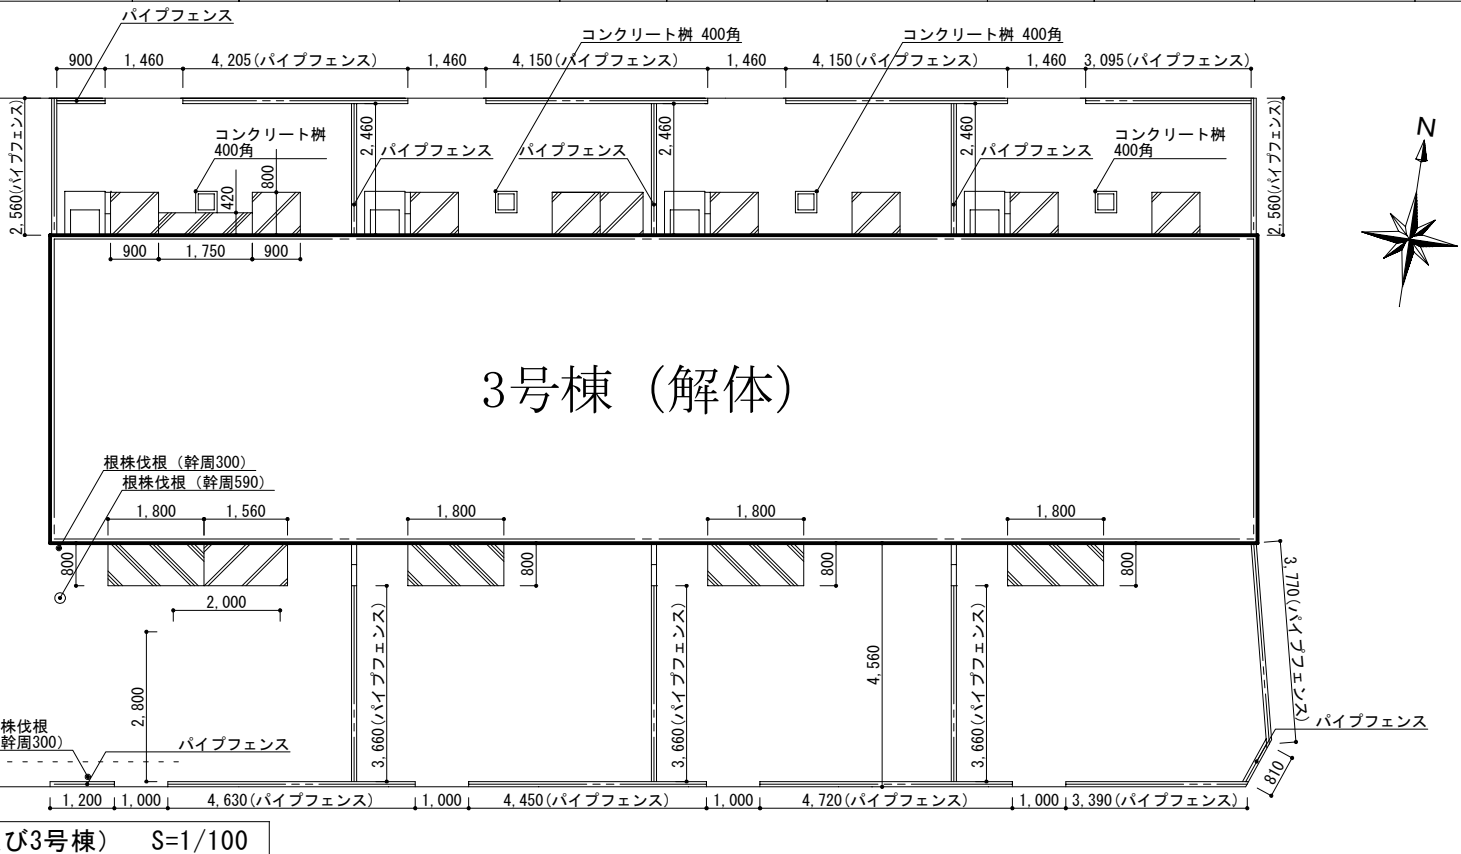 パイプフェンス
コンクリート桝 400角
コンクリート桝 400角
900
1,460
4,205(パイプフェンス)
1,460
4,150(パイプフェンス)
1,460
4,150(パイプフェンス)
1,460
3,095(パイプフェンス)
2,560(パイプフェンス)
コンクリート桝
400角
800
420
2,460
パイプフェンス
パイプフェンス
2,460
2,460
パイプフェンス
コンクリート桝
400角
2,560(パイプフェンス)
N
900
1,750
900
3号棟（解体）
根株伐根（幹周300）
根株伐根（幹周590）
1,800
1,560
1,800
1,800
1,800
800
800
800
800
2,000
2,800
3,660(パイプフェンス)
3,660(パイプフェンス)
4,560
3,660(パイプフェンス)
3,770(パイプフェンス)
株伐根
幹周300）
パイプフェンス
パイプフェンス
810
1,200
1,000
4,630(パイプフェンス)
1,000
4,450(パイプフェンス)
1,000
4,720(パイプフェンス)
1,000
3,390(パイプフェンス)
び3号棟） S=1/100